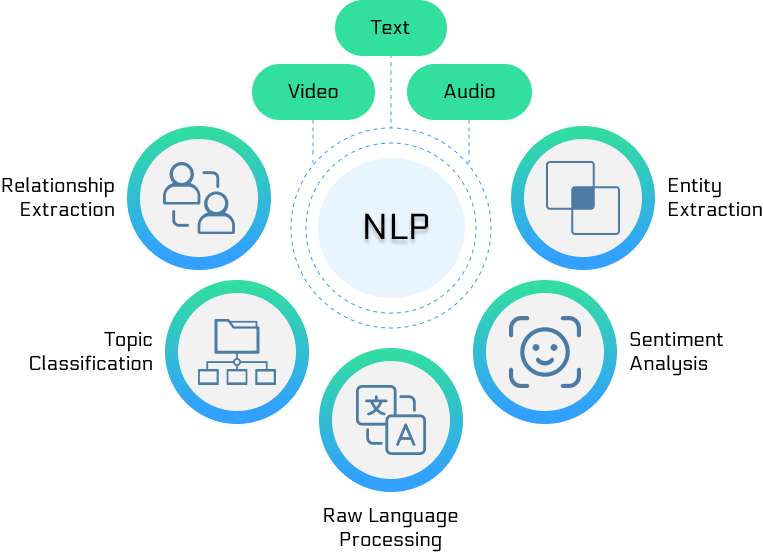 Text
Video
Audio
NLP
Relationship
Extraction
Entity
Extraction
Topic
Classification
Sentiment
Analysis
文
A
Raw Language
Processing